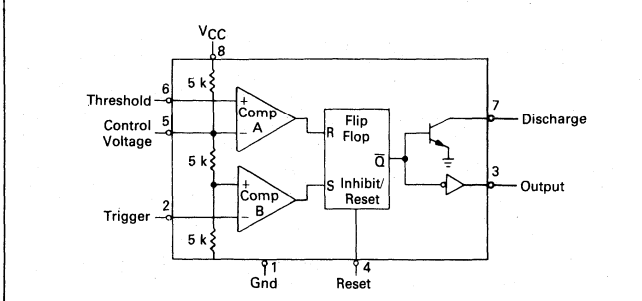 VCC
8
5 k
6
Threshold
+
Comp
A
-
5
Control
Voltage
5 k
R
Flip
Flop
Q̅
S
Inhibit/
Reset
7
Discharge
3
Output
+
Comp
B
-
2
Trigger
5 k
1
Gnd
4
Reset